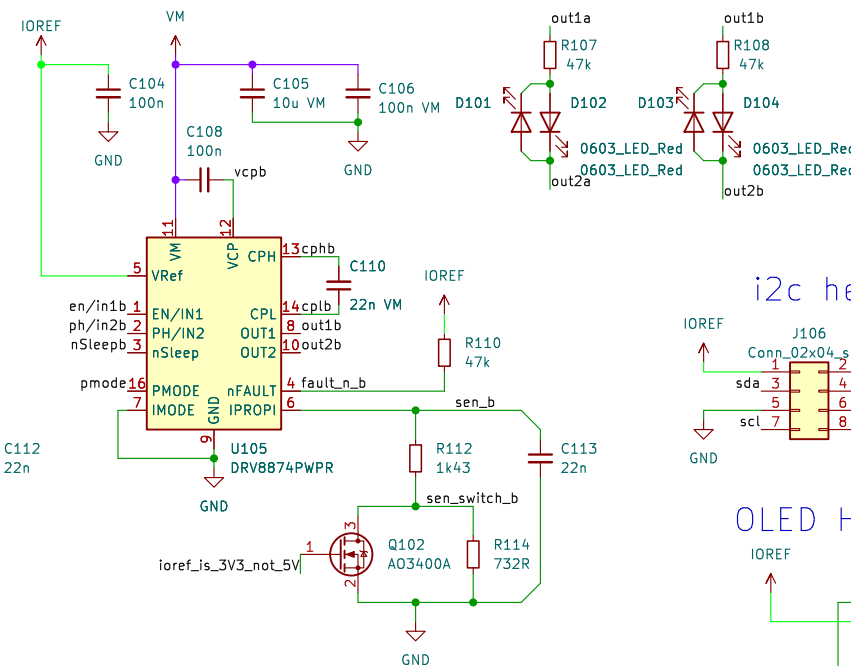 IOREF
VM
out1a
out1b
R107
47k
R108
47k
C104
100n
GND
C105
10u VM
C106
100n VM
GND
D101
D102
0603_LED_Red
0603_LED_Red
out2a
D103
D104
0603_LED_Red
0603_LED_Red
out2b
C108
100n
vcpb
11
12
VM
VCP
CPH
13
cphb
5
VRef
C110
22n VM
IOREF
en/in1b
1
EN/IN1
CPL
14
cplb
ph/in2b
2
PH/IN2
OUT1
8
out1b
nSleepb
3
nSleep
OUT2
10
out2b
R110
47k
pmode
16
PMODE
nFAULT
4
fault_n_b
7
IMODE
GND
IPROPI
6
sen_b
9
U105
DRV8874PWPR
GND
C112
22n
R112
1k43
C113
22n
sen_switch_b
3
1
2
Q102
AO3400A
R114
732R
ioref_is_3V3_not_5V
GND
i2c he
IOREF
J106
Conn_02x04_s
1
2
sda
3
4
5
6
scl
7
8
GND
OLED H
IOREF